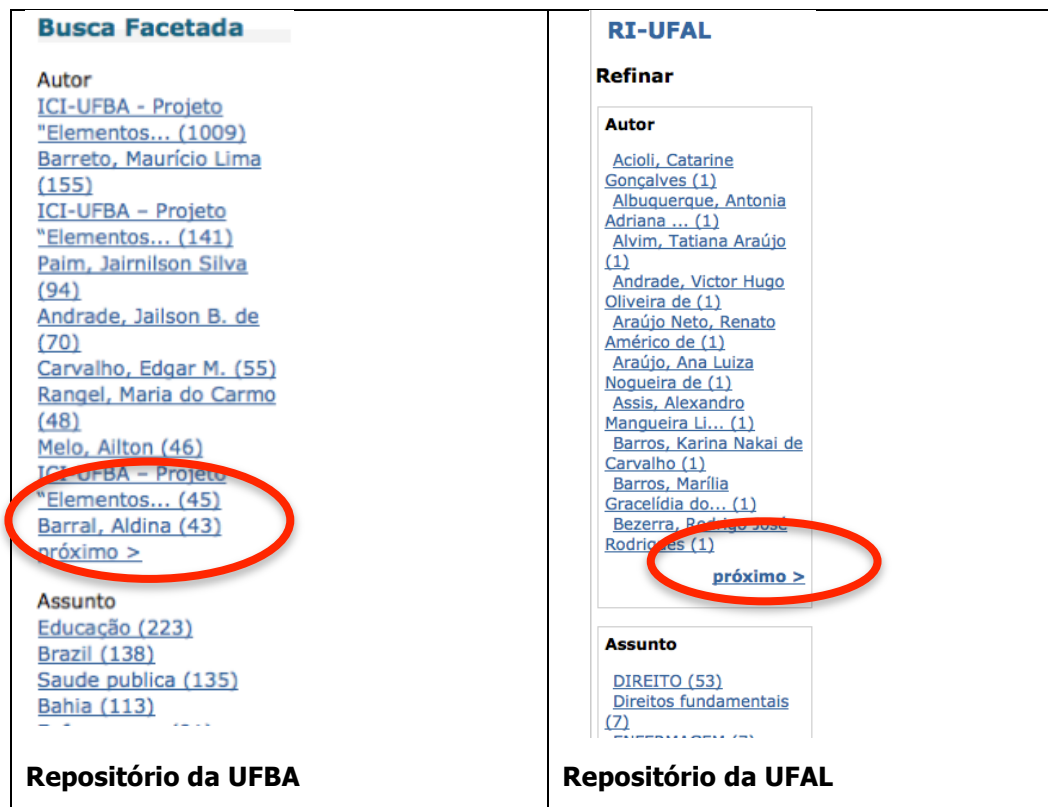 Busca Facetada
Autor
ICI-UFBA - Projeto
"Elementos... (1009)
Barreto, Maurício Lima
(155)
ICI-UFBA – Projeto
“Elementos... (141)
Paim, Jairnilson Silva
(94)
Andrade, Jailson B. de
(70)
Carvalho, Edgar M. (55)
Rangel, Maria do Carmo
(48)
Melo, Ailton (46)
ICI-UFBA – Projeto
“Elementos... (45)
Barral, Aldina (43)
próximo >
Assunto
Educação (223)
Brazil (138)
Saude publica (135)
Bahia (113)
Repositório da UFBA
RI-UFAL
Refinar
Autor
Acioli, Catarine
Gonçalves (1)
Albuquerque, Antonia
Adriana ... (1)
Alvim, Tatiana Araújo
(1)
Andrade, Victor Hugo
Oliveira de (1)
Araújo Neto, Renato
Américo de (1)
Araújo, Ana Luiza
Nogueira de (1)
Assis, Alexandro
Mangueira Li... (1)
Barros, Karina Nakai de
Carvalho (1)
Barros, Marília
Gracelídia do... (1)
Bezerra, Rodrigo José
Rodrigues (1)
próximo >
Assunto
DIREITO (53)
Direitos fundamentais
(7)
ENFERMAGEM (7)
Repositório da UFAL